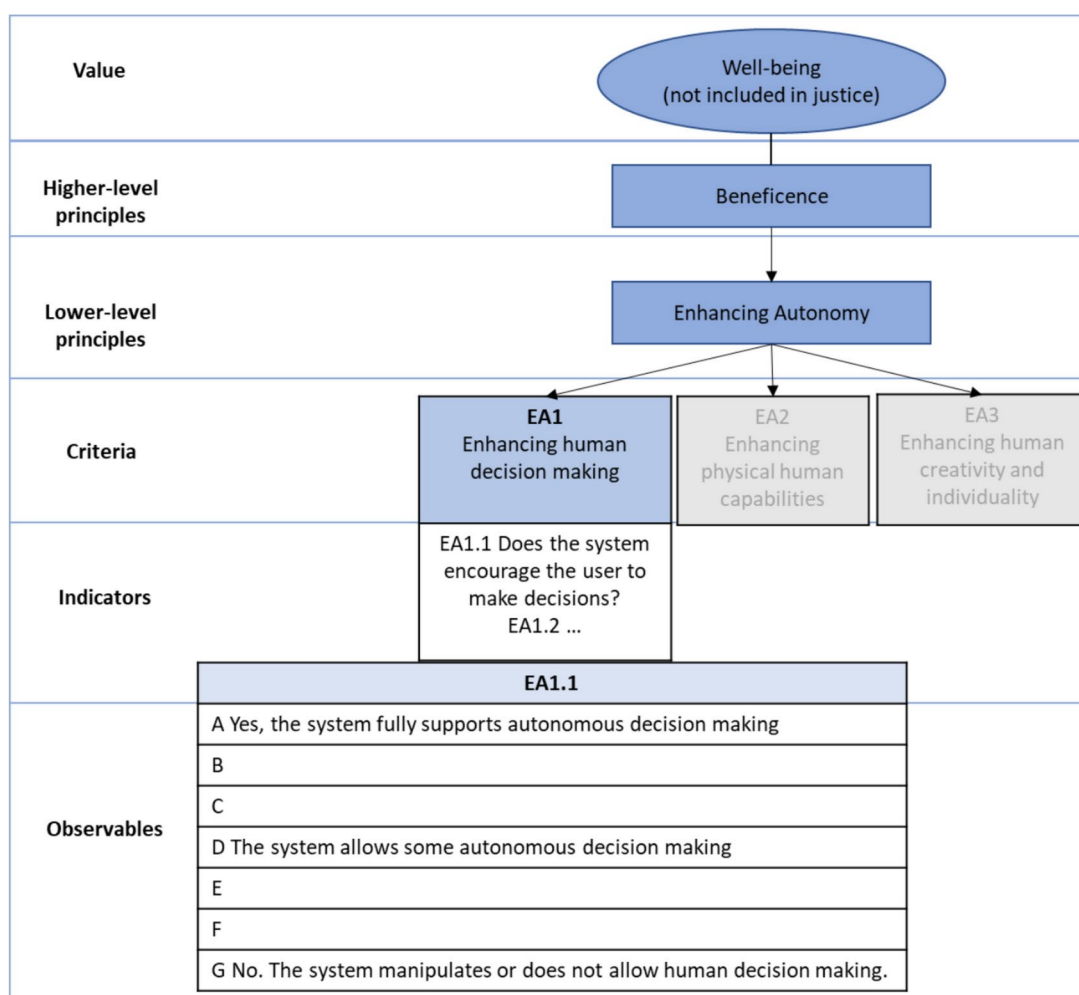 Value
Well-being
(not included in justice)
Higher-level
principles
Beneficence
Lower-level
principles
Enhancing Autonomy
Criteria
EA1
Enhancing human
decision making
EA2
Enhancing
physical human
capabilities
EA3
Enhancing human
creativity and
individuality
Indicators
EA1.1 Does the system
encourage the user to
make decisions?
EA1.2 ...
Observables
EA1.1
A Yes, the system fully supports autonomous decision making
B
C
D The system allows some autonomous decision making
E
F
G No. The system manipulates or does not allow human decision making.